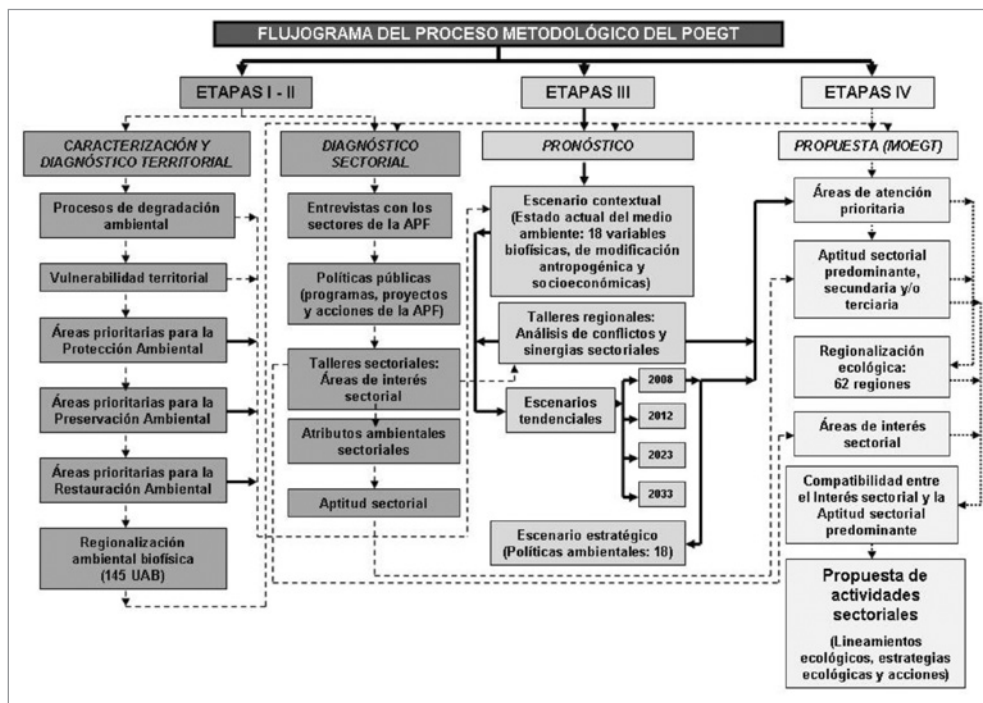 FLUJOGRAMA DEL PROCESO METODOLÓGICO DEL POEGT
ETAPAS I - II
CARACTERIZACIÓN Y
DIAGNÓSTICO TERRITORIAL
Procesos de degradación
ambiental
Vulnerabilidad territorial
Áreas prioritarias para la
Protección Ambiental
Áreas prioritarias para la
Preservación Ambiental
Áreas prioritarias para la
Restauración Ambiental
Regionalización
ambiental biofísica
(145 UAB)
DIAGNÓSTICO
SECTORIAL
Entrevistas con los
sectores de la APF
Políticas públicas
(programas, proyectos
y acciones de la APF)
Talleres sectoriales:
Áreas de interés
sectorial
Atributos ambientales
sectoriales
Aptitud sectorial
ETAPAS III
PRONÓSTICO
Escenario contextual
(Estado actual del medio
ambiente: 18 variables
biofísicas, de modificación
antropogénica y
socioeconómicas)
Talleres regionales:
Análisis de conflictos y
sinergias sectoriales
Escenarios
tendenciales
2008
2012
2023
2033
Escenario estratégico
(Políticas ambientales: 18)
ETAPAS IV
PROPUESTA (MOEGT)
Áreas de atención
prioritaria
Aptitud sectorial
predominante,
secundaria y/o
terciaria
Regionalización
ecológica:
62 regiones
Áreas de interés
sectorial
Compatibilidad entre
el Interés sectorial y la
Aptitud sectorial
predominante
Propuesta de
actividades
sectoriales
(Lineamientos
ecológicos, estrategias
ecológicas y acciones)